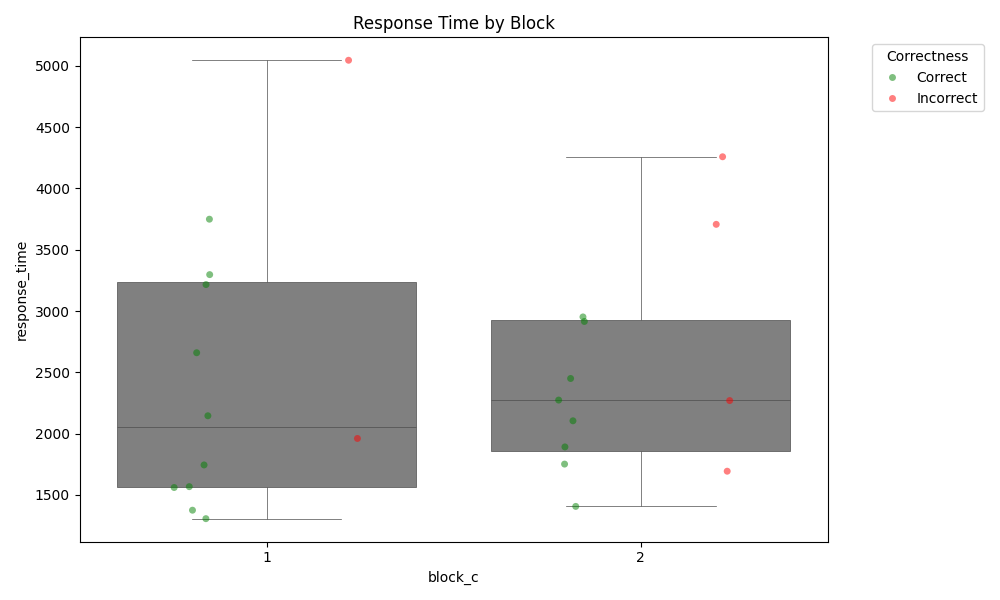 Response Time by Block
5000
4500
4000
3500
3000
2500
2000
1500
response_time
1
2
block_c
Correctness
Correct
Incorrect